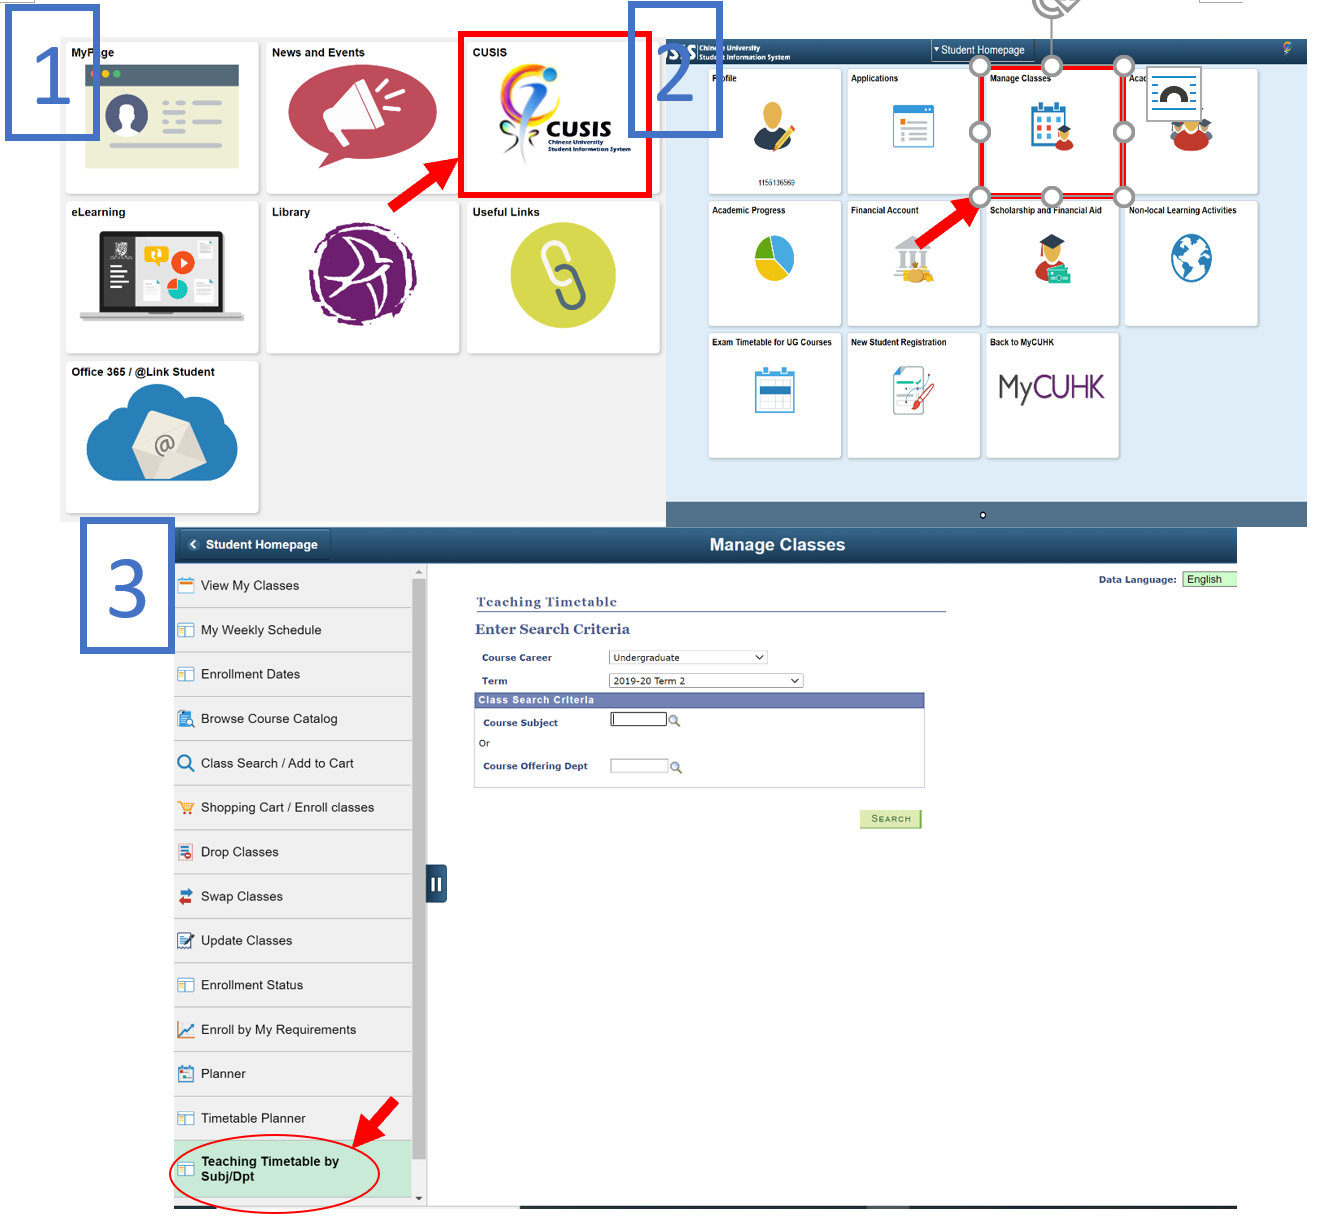 1
MyPage
News and Events
CUSIS
CUSIS
Chinese University
Student Information System
eLearning
Library
Useful Links
Office 365 / @Link Student
@
2
SIS
Chinese University
Student Information System
Student Homepage
Profile
1155136569
Applications
Manage Classes
Academic Progress
Financial Account
Scholarship and Financial Aid
Non-local Learning Activities
Exam Timetable for UG Courses
New Student Registration
Back to MyCUHK
MyCUHK
3
Student Homepage
Manage Classes
View My Classes
My Weekly Schedule
Enrollment Dates
Browse Course Catalog
Class Search / Add to Cart
Shopping Cart / Enroll classes
Drop Classes
Swap Classes
Update Classes
Enrollment Status
Enroll by My Requirements
Planner
Timetable Planner
Teaching Timetable by
Subj/Dpt
Data Language: English
Teaching Timetable
Enter Search Criteria
Course Career Undergraduate
Term 2019-20 Term 2
Class Search Criteria
Course Subject
Or
Course Offering Dept
SEARCH